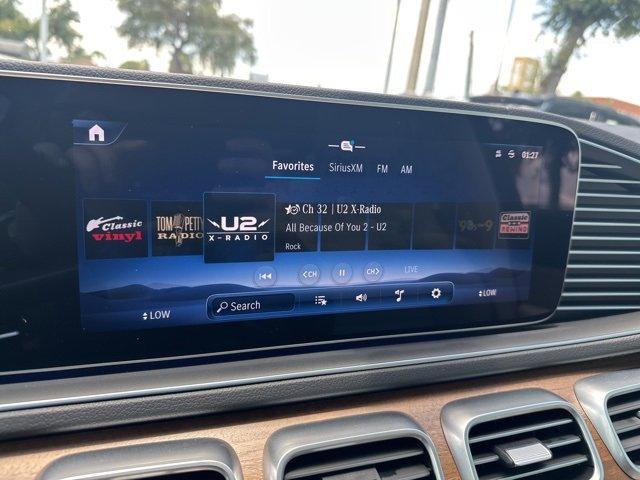 01:27
Favorites SiriusXM FM AM
Classic vinyl
TOM PETTY RADIO
U2 X-RADIO
Ch 32 | U2 X-Radio
All Because Of You 2 - U2
Rock
Classic REWIND
<CH CH> LIVE
LOW Search LOW